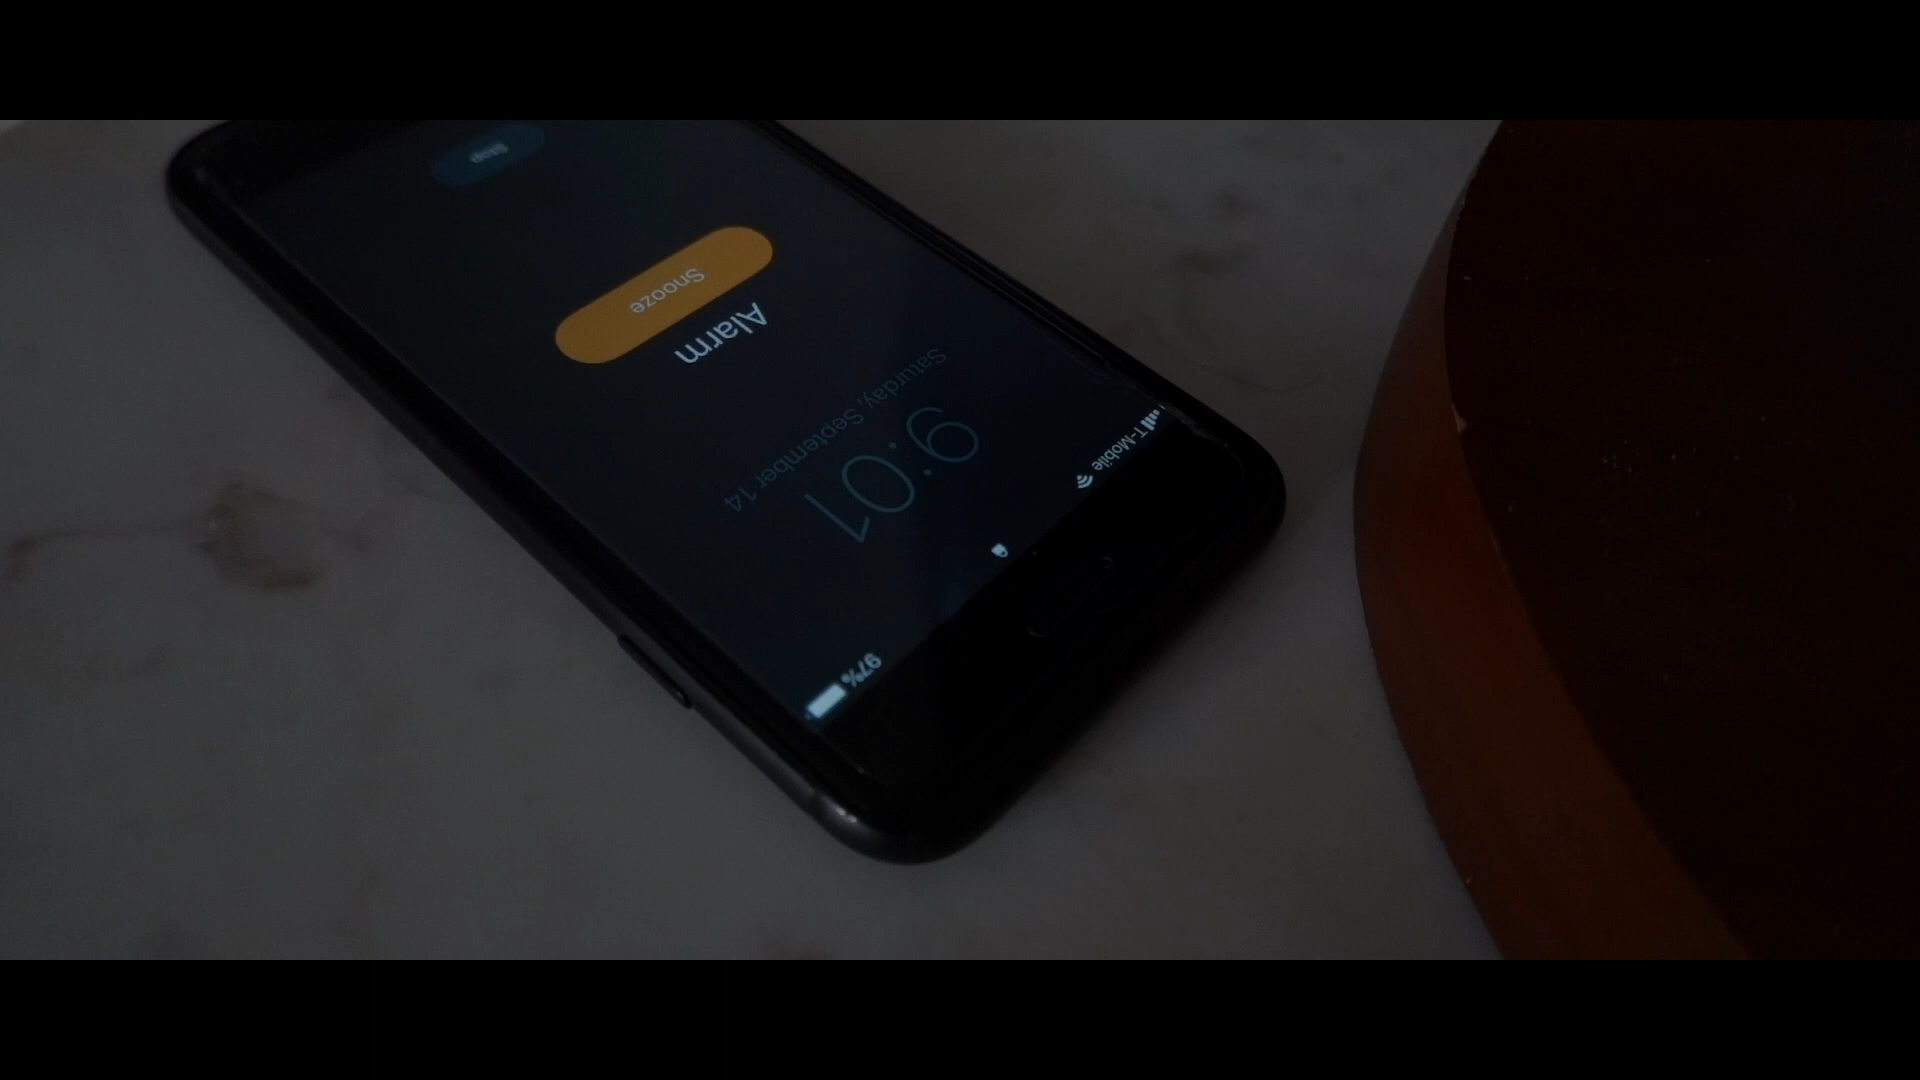 T-Mobile 97%
9:01
Saturday, September 14
Alarm
Snooze
Stop